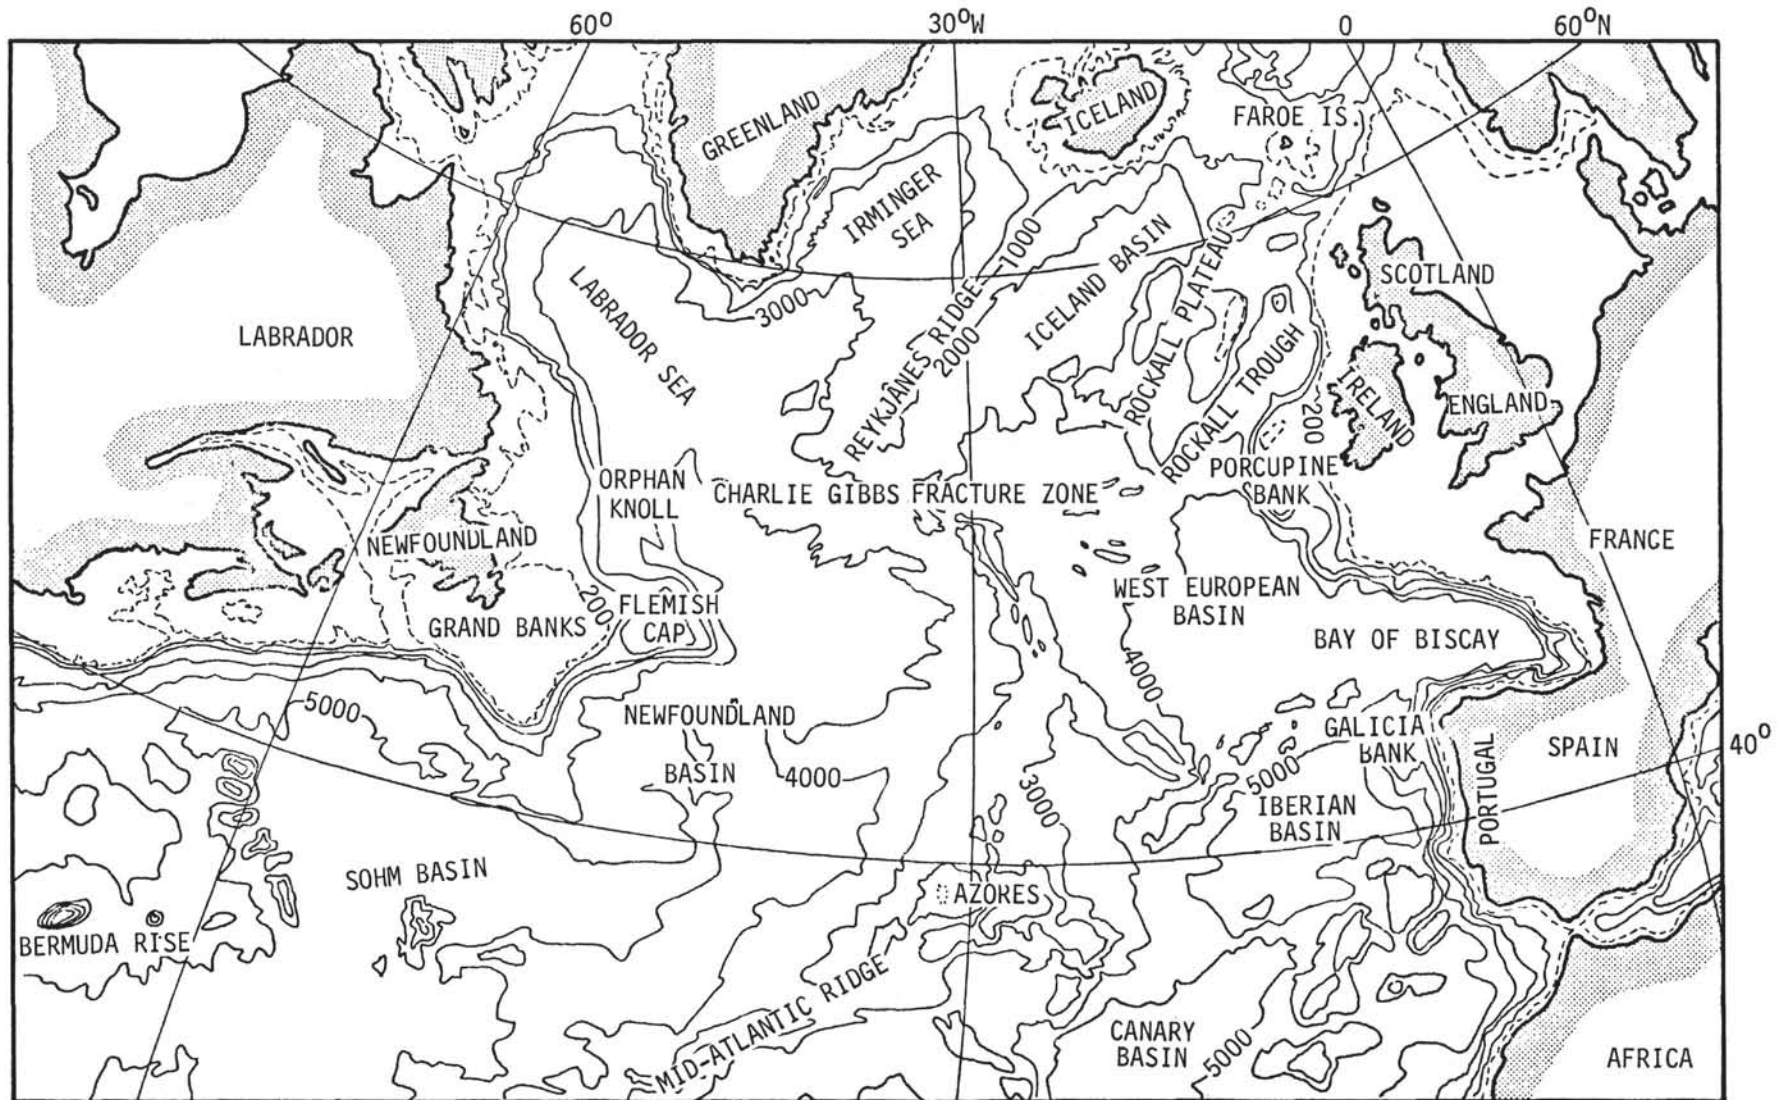 60°
30°W
0
60°N
GREENLAND
ICELAND
FAROE IS.
IRMINGER
SEA
LABRADOR
LABRADOR SEA
3000
REYKJÂNES RIDGE
1000
2000
ICELAND BASIN
ROCKALL PLATEAU
ROCKALL TROUGH
SCOTLAND
IRELAND
ENGLAND
200
PORCUPINE
BANK
ORPHAN
KNOLL
CHARLIE GIBBS FRACTURE ZONE
NEWFOUNDLAND
FRANCE
GRAND BANKS
200
FLEMISH
CAP
WEST EUROPEAN
BASIN
BAY OF BISCAY
4000
5000
NEWFOUNDLAND
BASIN
4000
3000
GALICIA
BANK
5000
IBERIAN
BASIN
PORTUGAL
SPAIN
40°
SOHM BASIN
AZORES
BERMUDA RISE
MID-ATLANTIC RIDGE
CANARY
BASIN
5000
AFRICA